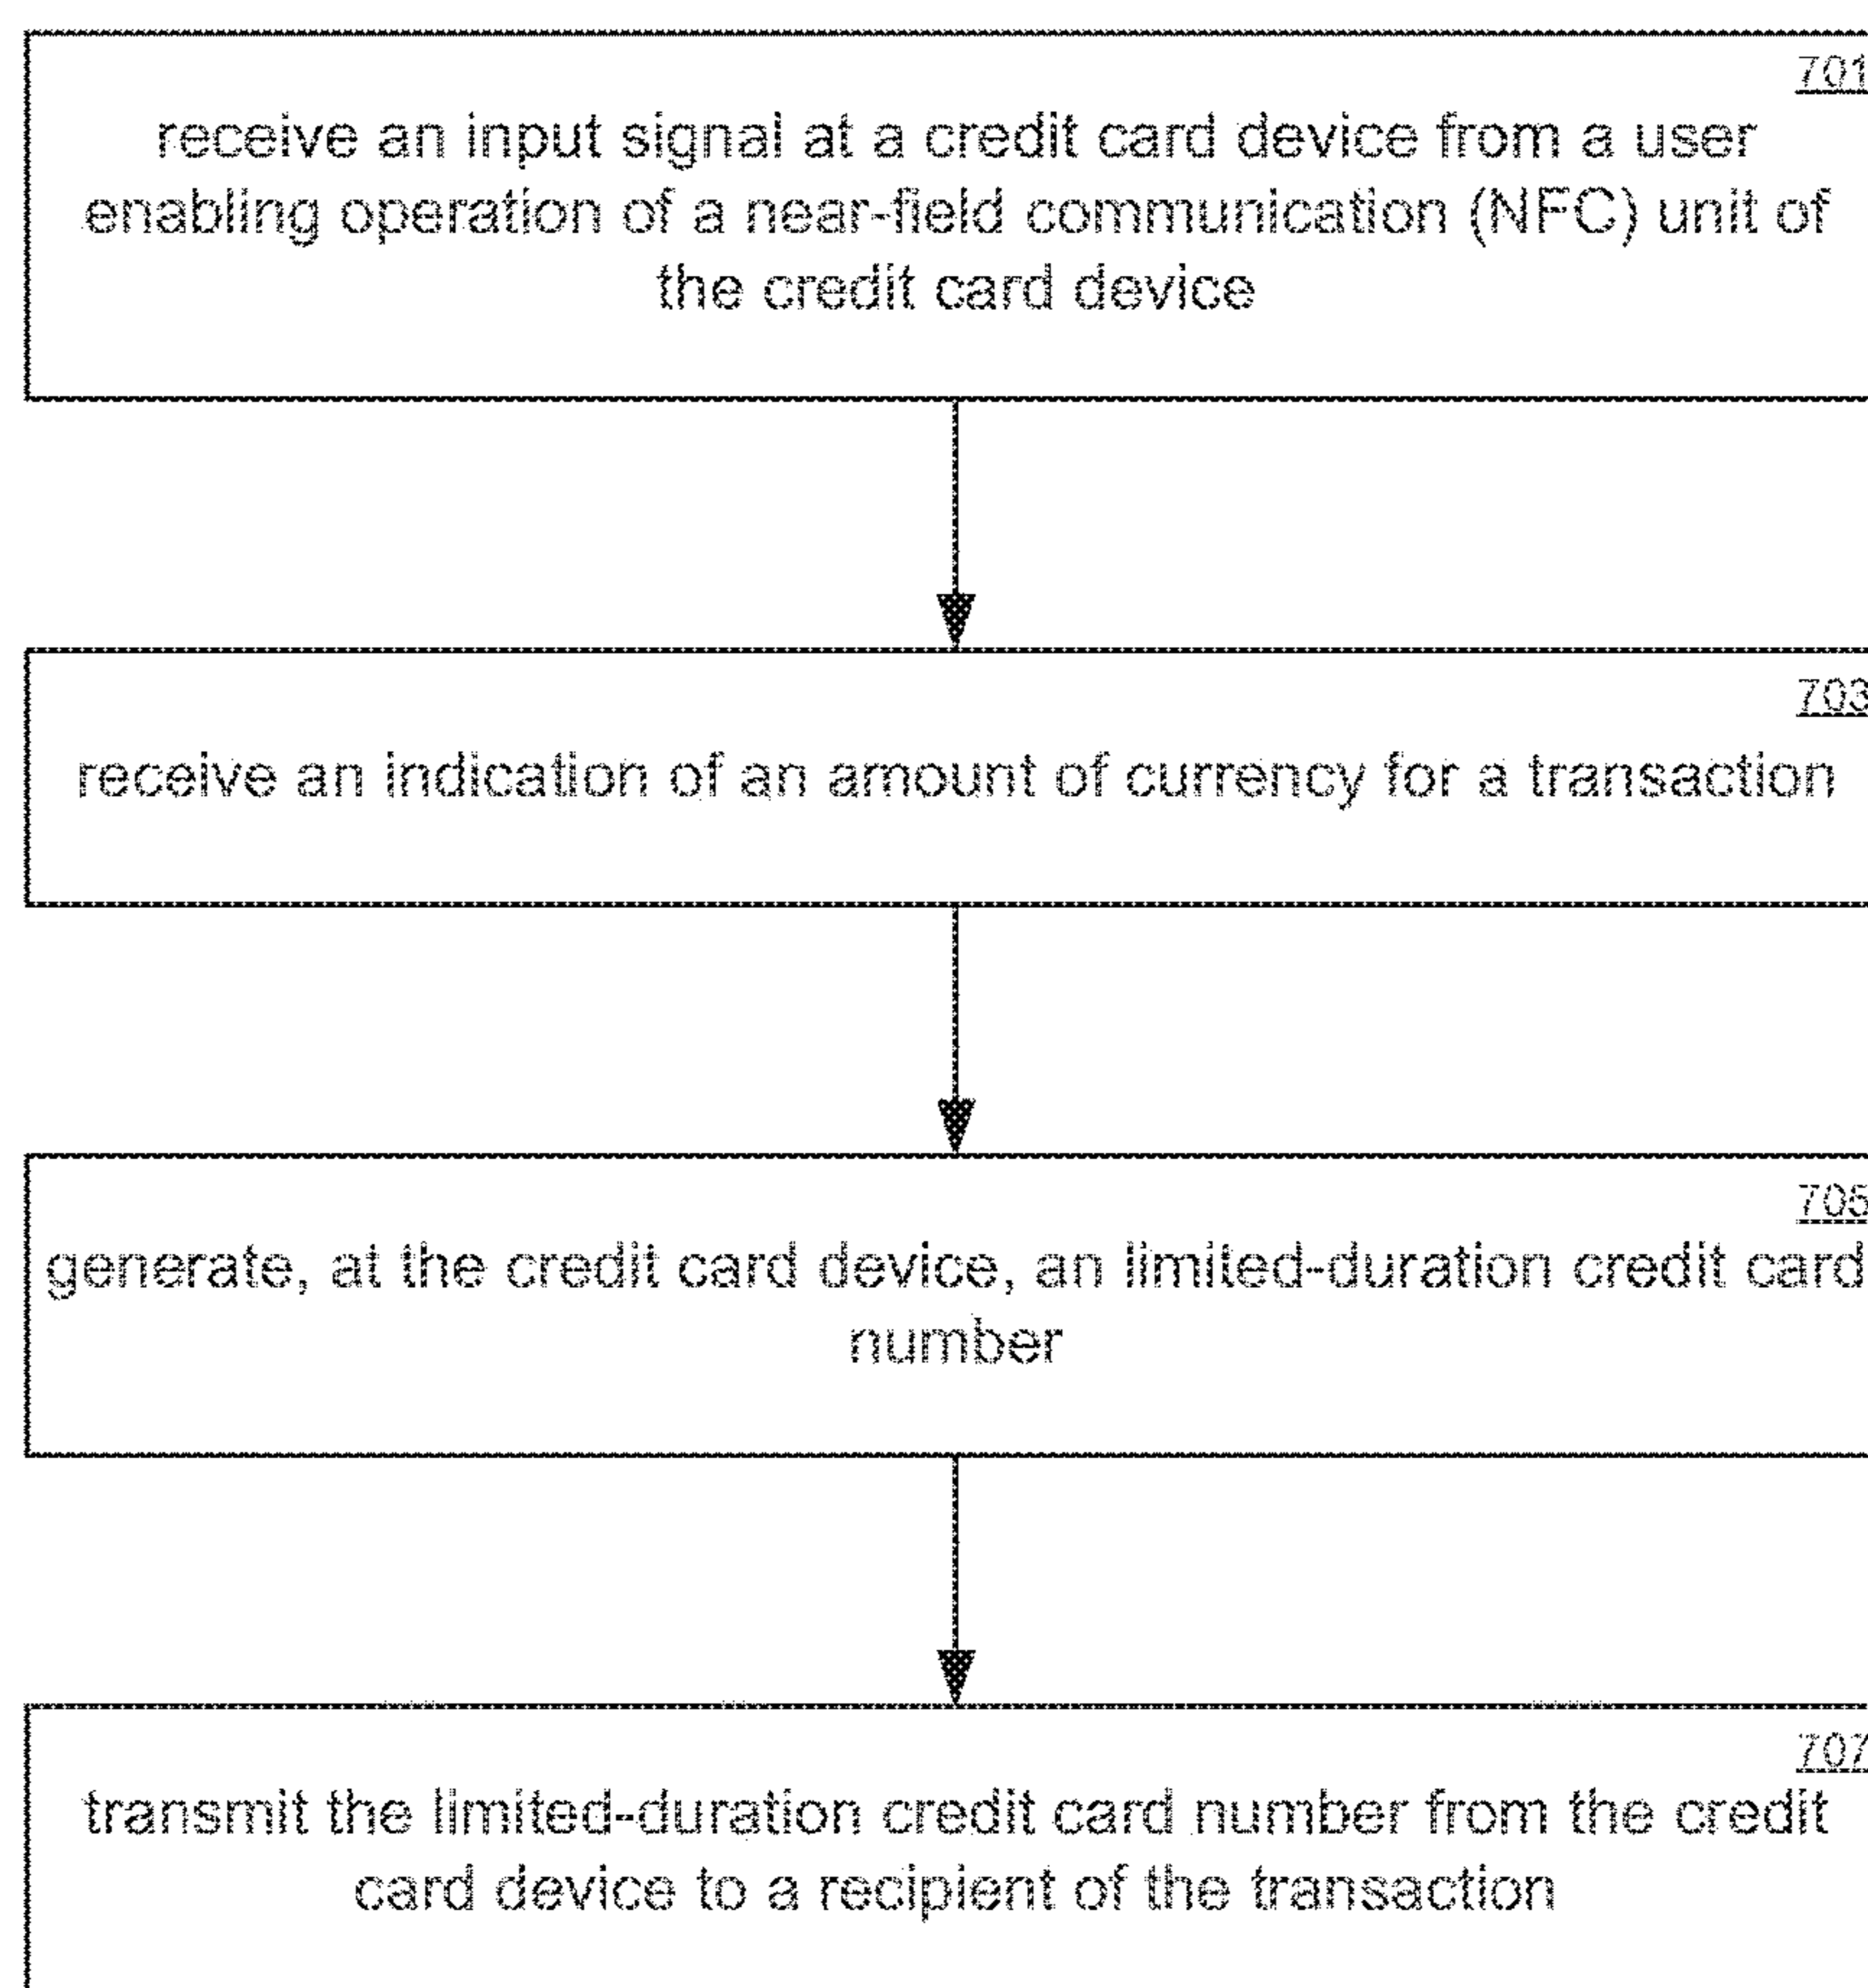 701
receive an input signal at a credit card device from a user
enabling operation of a near-field communication (NFC) unit of
the credit card device
703
receive an indication of an amount of currency for a transaction
705
generate, at the credit card device, an limited-duration credit card
number
707
transmit the limited-duration credit card number from the credit
card device to a recipient of the transaction